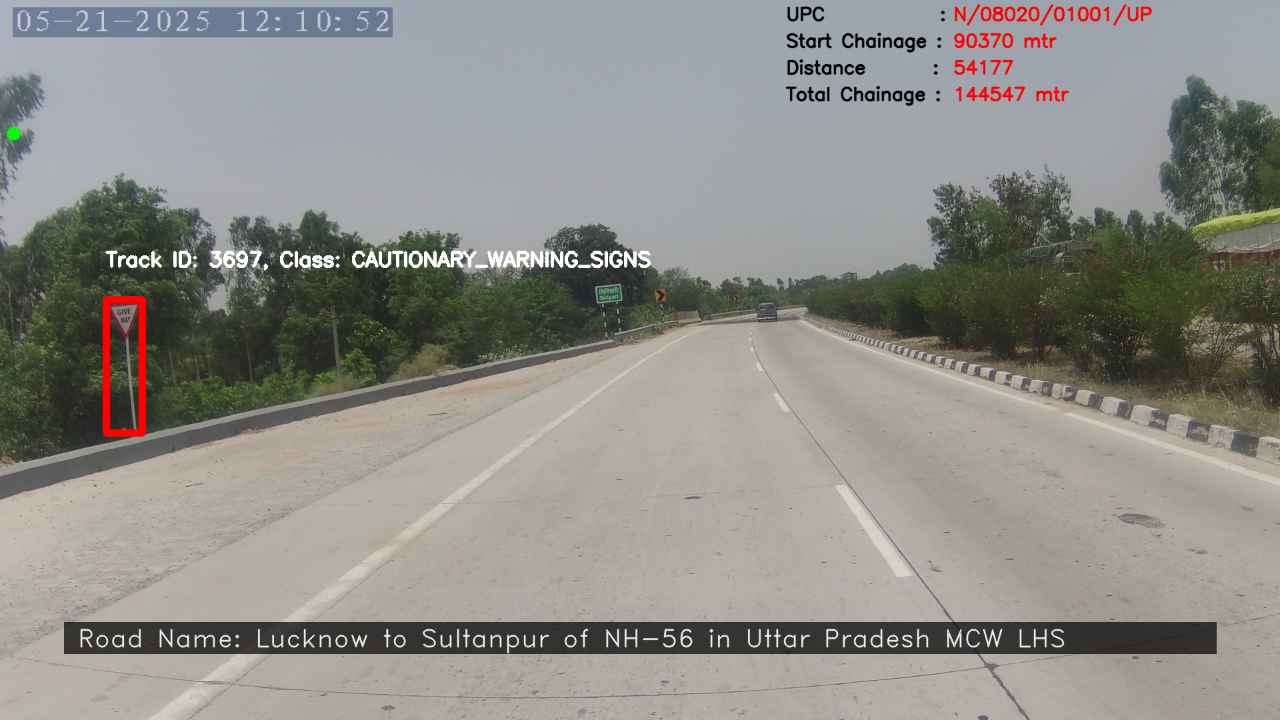 05-21-2025 12:10:52
UPC : N/08020/01001/UP
Start Chainage : 90370 mtr
Distance : 54177
Total Chainage : 144547 mtr
Track ID: 3697, Class: CAUTIONARY_WARNING_SIGNS
GIVE
WAY
Road Name: Lucknow to Sultanpur of NH-56 in Uttar Pradesh MCW LHS